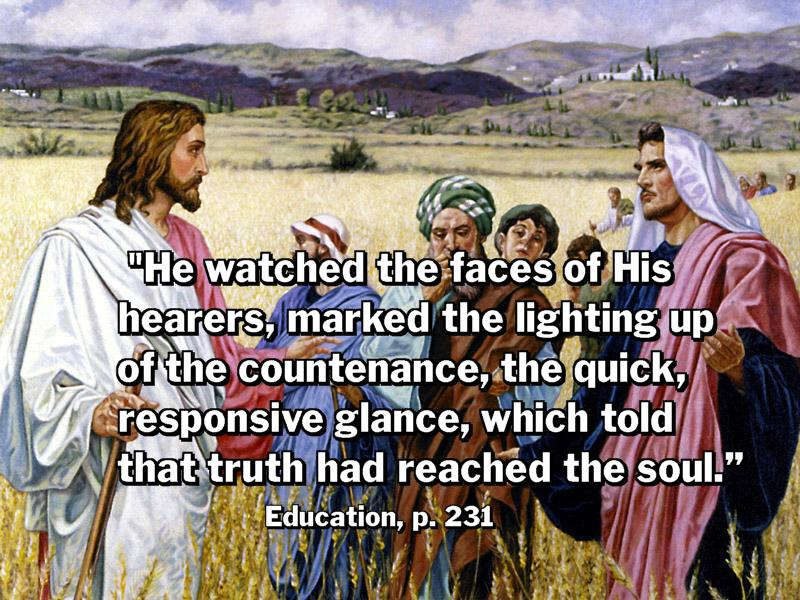 "He watched the faces of His
hearers, marked the lighting up
of the countenance, the quick,
responsive glance, which told
that truth had reached the soul.”
Education, p. 231